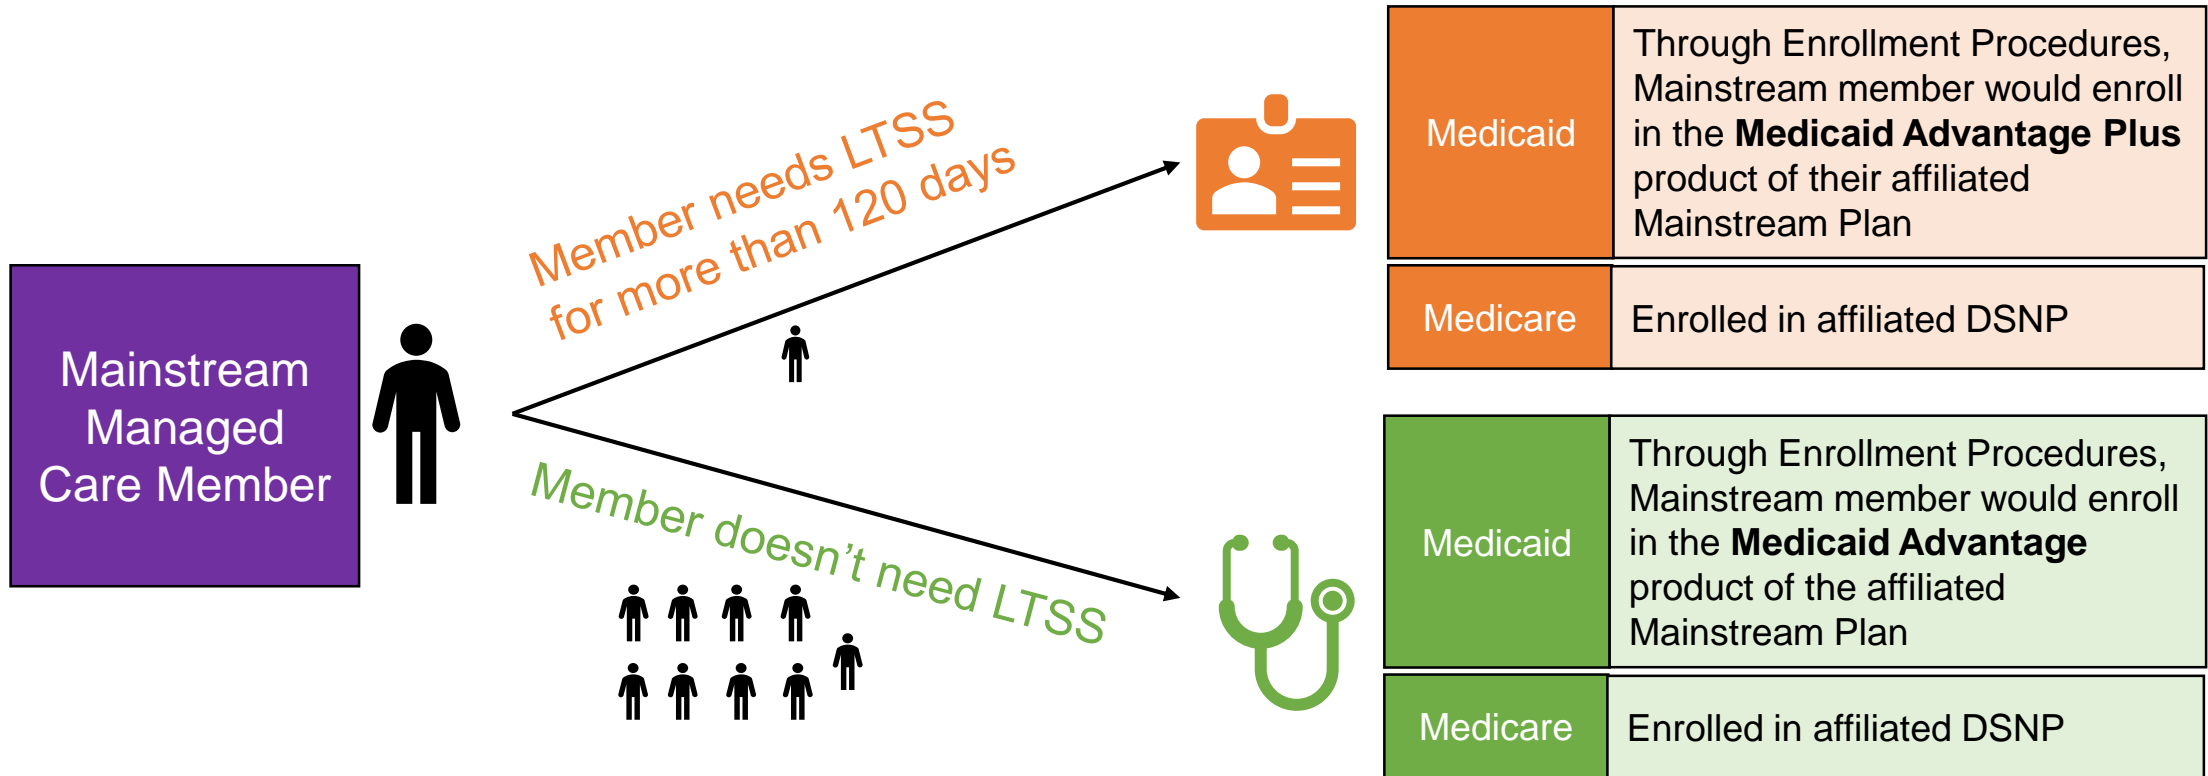 Mainstream
Managed
Care Member
Member needs LTSS
for more than 120 days
Medicaid
Through Enrollment Procedures,
Mainstream member would enroll
in the Medicaid Advantage Plus
product of their affiliated
Mainstream Plan
Medicare
Enrolled in affiliated DSNP
Member doesn’t need LTSS
Medicaid
Through Enrollment Procedures,
Mainstream member would enroll
in the Medicaid Advantage
product of the affiliated
Mainstream Plan
Medicare
Enrolled in affiliated DSNP